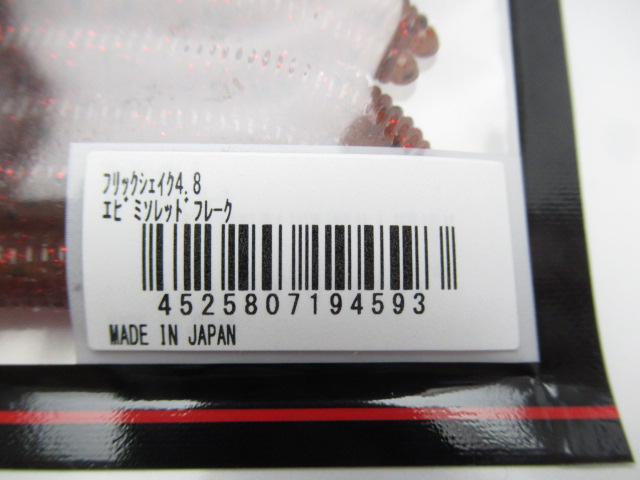 ﾌﾘｯｸｼｪｲｸ4.8
ｴﾋﾞﾐｿﾚｯﾄﾞﾌﾚｰｸ
4525807194593
MADE IN JAPAN